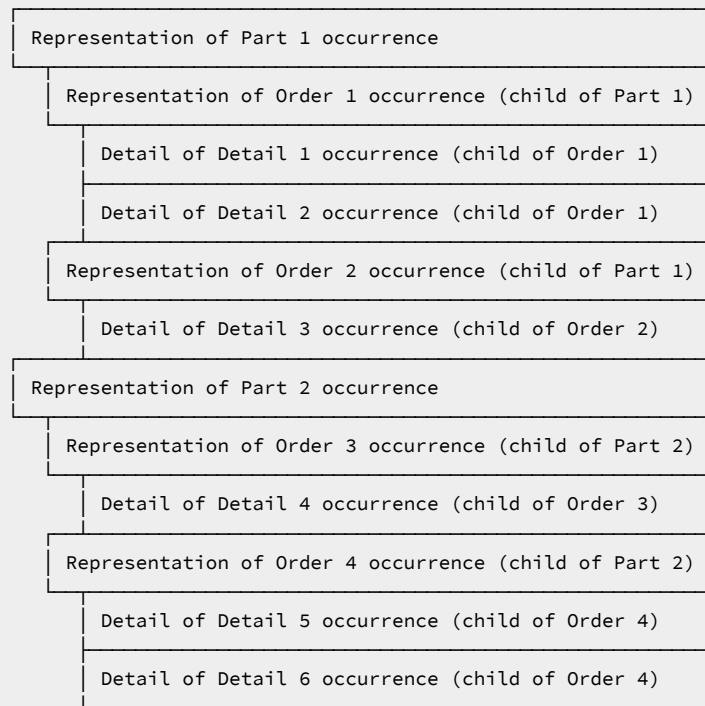 Representation of Part 1 occurrence
Representation of Order 1 occurrence (child of Part 1)
Detail of Detail 1 occurrence (child of Order 1)
Detail of Detail 2 occurrence (child of Order 1)
Representation of Order 2 occurrence (child of Part 1)
Detail of Detail 3 occurrence (child of Order 2)
Representation of Part 2 occurrence
Representation of Order 3 occurrence (child of Part 2)
Detail of Detail 4 occurrence (child of Order 3)
Representation of Order 4 occurrence (child of Part 2)
Detail of Detail 5 occurrence (child of Order 4)
Detail of Detail 6 occurrence (child of Order 4)